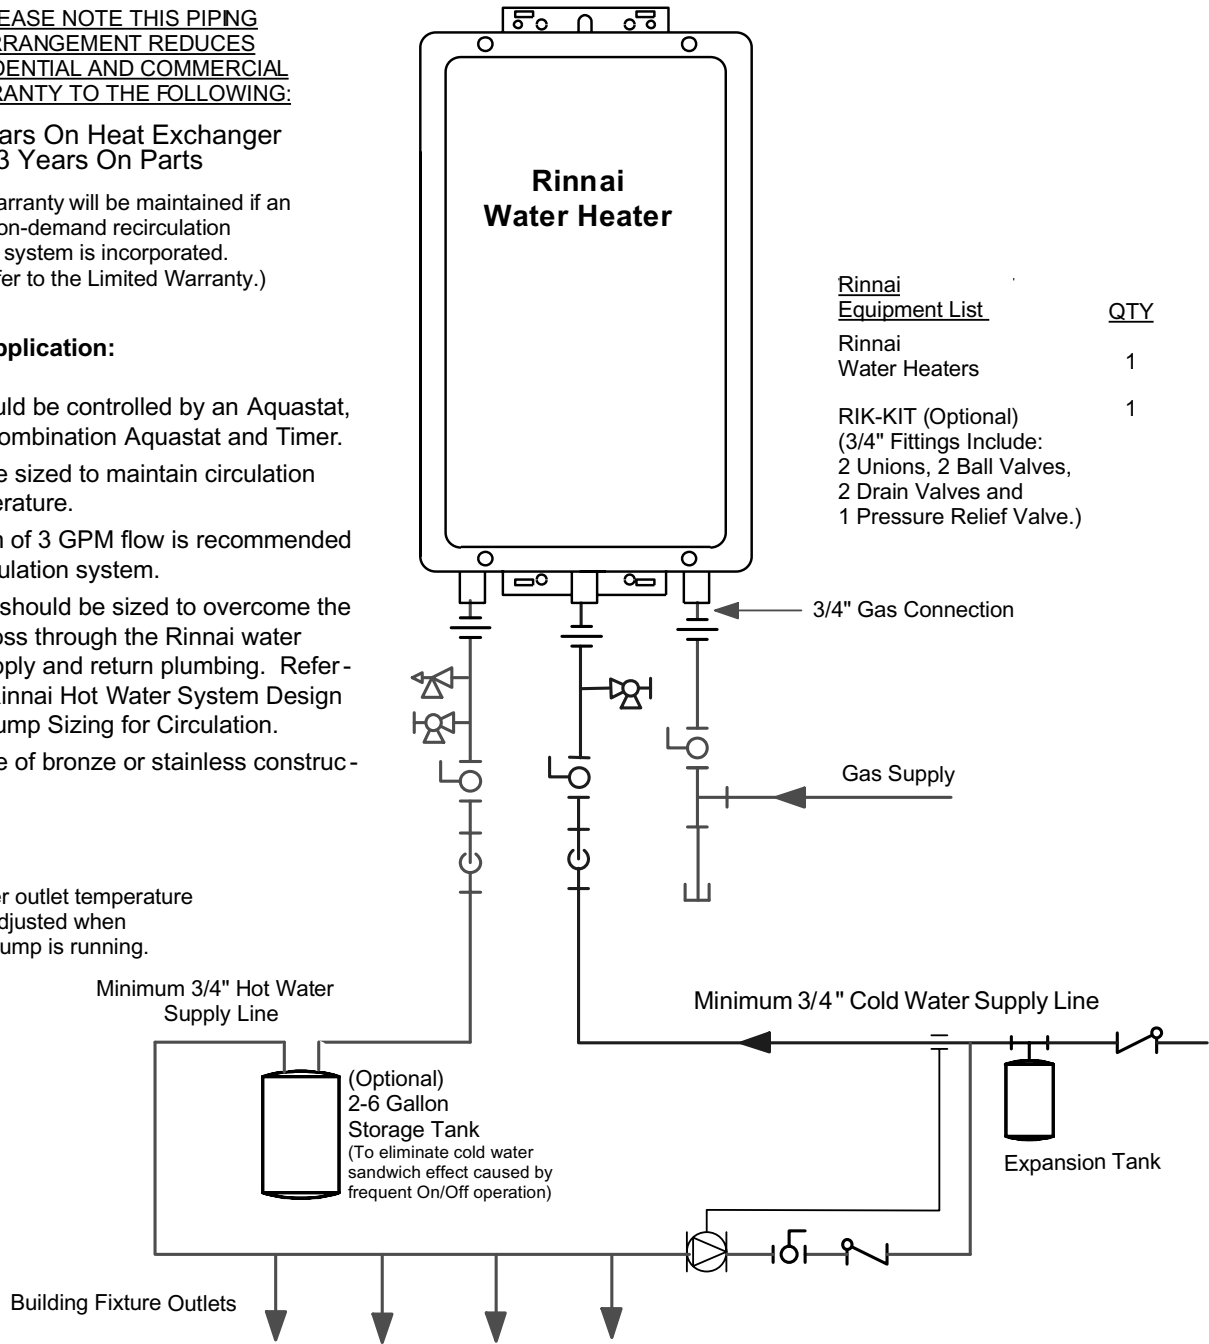 EASE NOTE THIS PIPING
RRANGEMENT REDUCES
DENTIAL AND COMMERCIAL
RANTY TO THE FOLLOWING:
ars On Heat Exchanger
3 Years On Parts
arranty will be maintained if an
on-demand recirculation
system is incorporated.
fer to the Limited Warranty.)
pplication:
uld be controlled by an Aquastat,
ombination Aquastat and Timer.
e sized to maintain circulation
erature.
n of 3 GPM flow is recommended
ulation system.
should be sized to overcome the
oss through the Rinnai water
pply and return plumbing. Refer-
innai Hot Water System Design
ump Sizing for Circulation.
e of bronze or stainless construc-
er outlet temperature
djusted when
ump is running.
Rinnai
Water Heater
Rinnai
Equipment List QTY
Rinnai
Water Heaters 1
RIK-KIT (Optional) 1
(3/4" Fittings Include:
2 Unions, 2 Ball Valves,
2 Drain Valves and
1 Pressure Relief Valve.)
3/4" Gas Connection
Gas Supply
Minimum 3/4" Hot Water
Supply Line
Minimum 3/4" Cold Water Supply Line
(Optional)
2-6 Gallon
Storage Tank
(To eliminate cold water
sandwich effect caused by
frequent On/Off operation)
Expansion Tank
Building Fixture Outlets